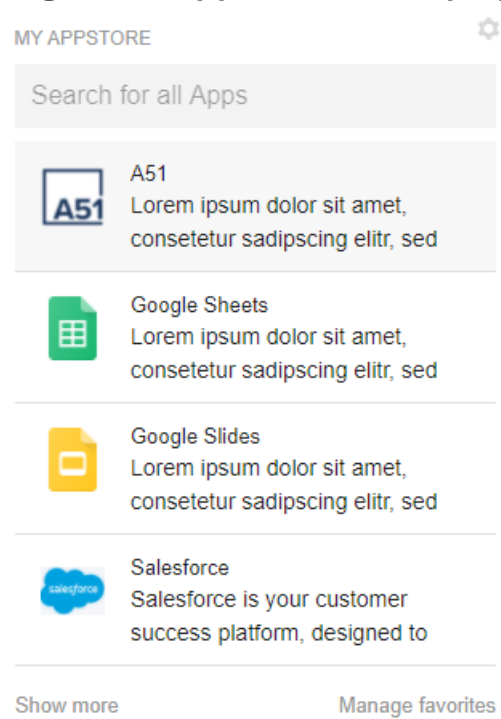 MY APPSTORE
Search for all Apps
A51
A51
Lorem ipsum dolor sit amet,
consetetur sadipscing elitr, sed
Google Sheets
Lorem ipsum dolor sit amet,
consetetur sadipscing elitr, sed
Google Slides
Lorem ipsum dolor sit amet,
consetetur sadipscing elitr, sed
salesforce
Salesforce
Salesforce is your customer
success platform, designed to
Show more
Manage favorites